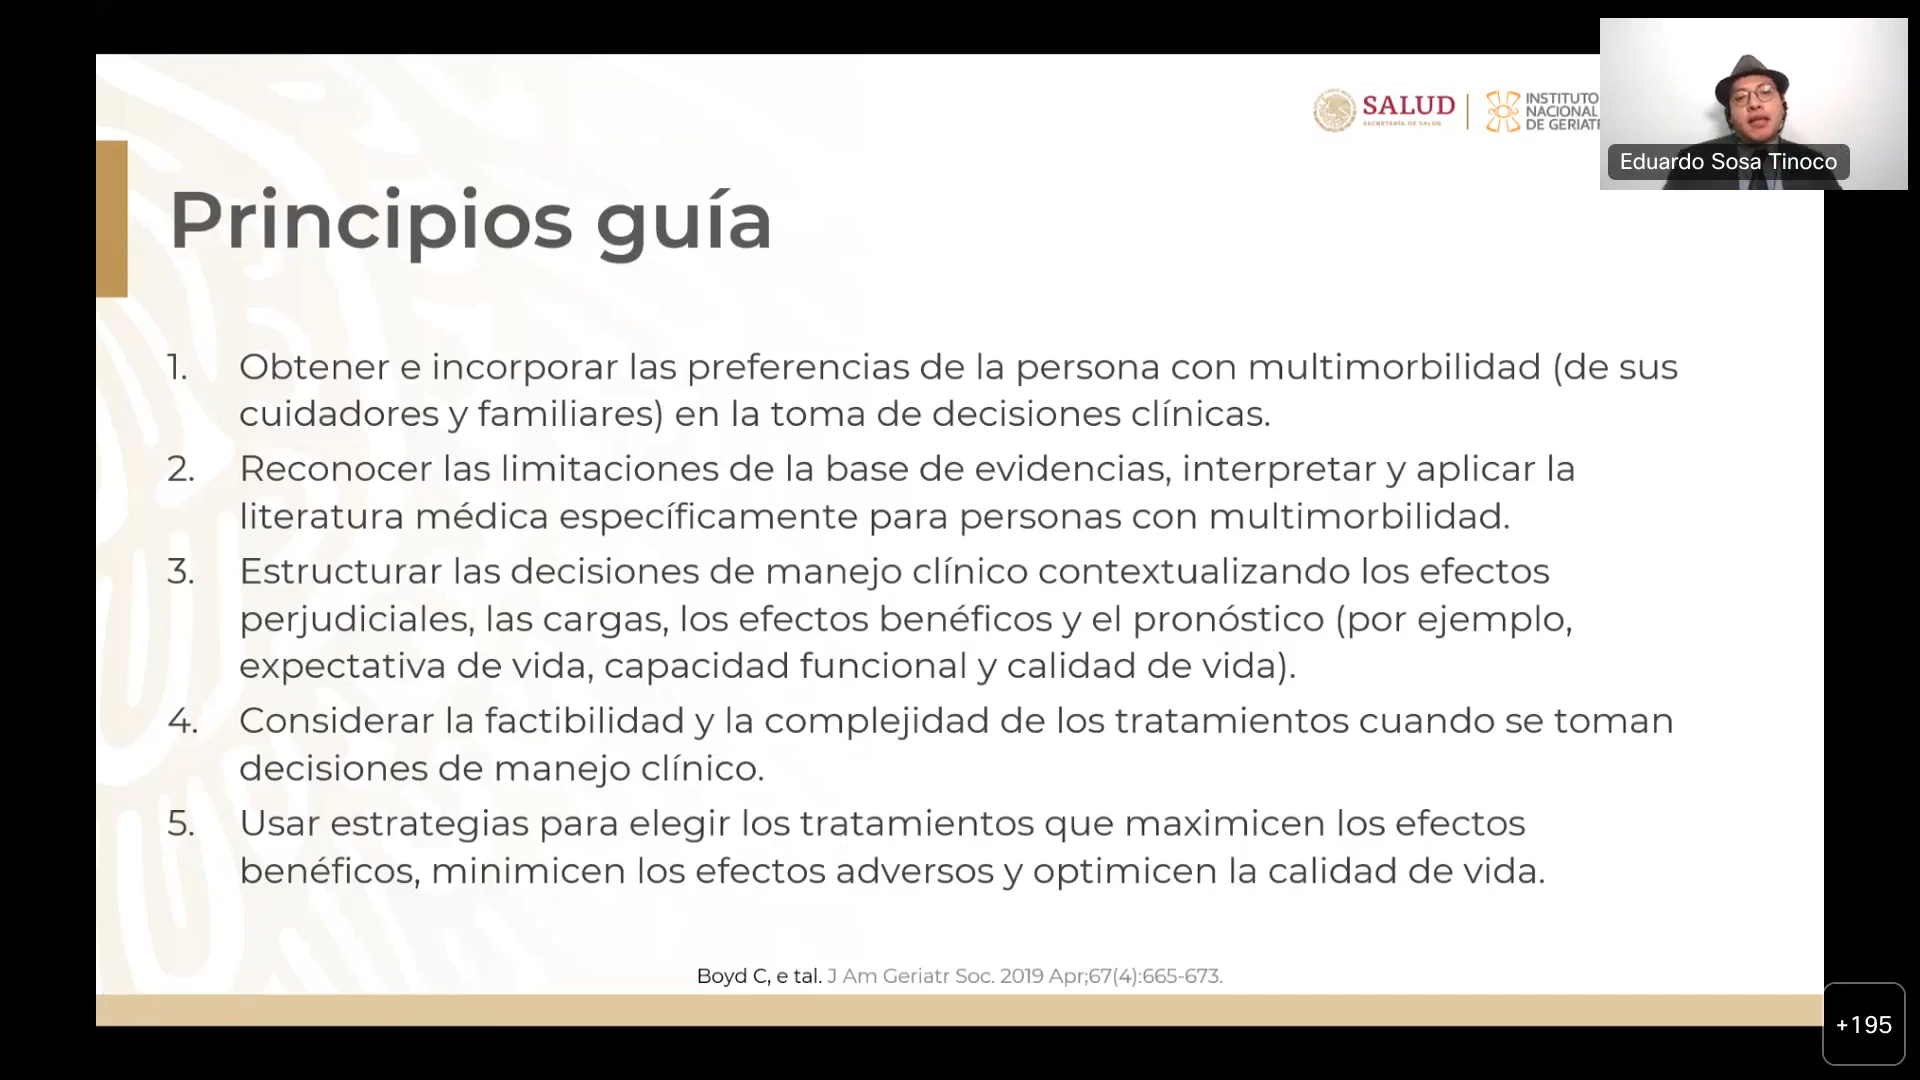 SALUD
SECRETARÍA DE SALUD
INSTITUTO
NACIONAL
DE GERIATR
Eduardo Sosa Tinoco
Principios guía
1. Obtener e incorporar las preferencias de la persona con multimorbilidad (de sus
cuidadores y familiares) en la toma de decisiones clínicas.
2. Reconocer las limitaciones de la base de evidencias, interpretar y aplicar la
literatura médica específicamente para personas con multimorbilidad.
3. Estructurar las decisiones de manejo clínico contextualizando los efectos
perjudiciales, las cargas, los efectos benéficos y el pronóstico (por ejemplo,
expectativa de vida, capacidad funcional y calidad de vida).
4. Considerar la factibilidad y la complejidad de los tratamientos cuando se toman
decisiones de manejo clínico.
5. Usar estrategias para elegir los tratamientos que maximicen los efectos
benéficos, minimicen los efectos adversos y optimicen la calidad de vida.
Boyd C, e tal. J Am Geriatr Soc. 2019 Apr;67(4):665-673.
+195